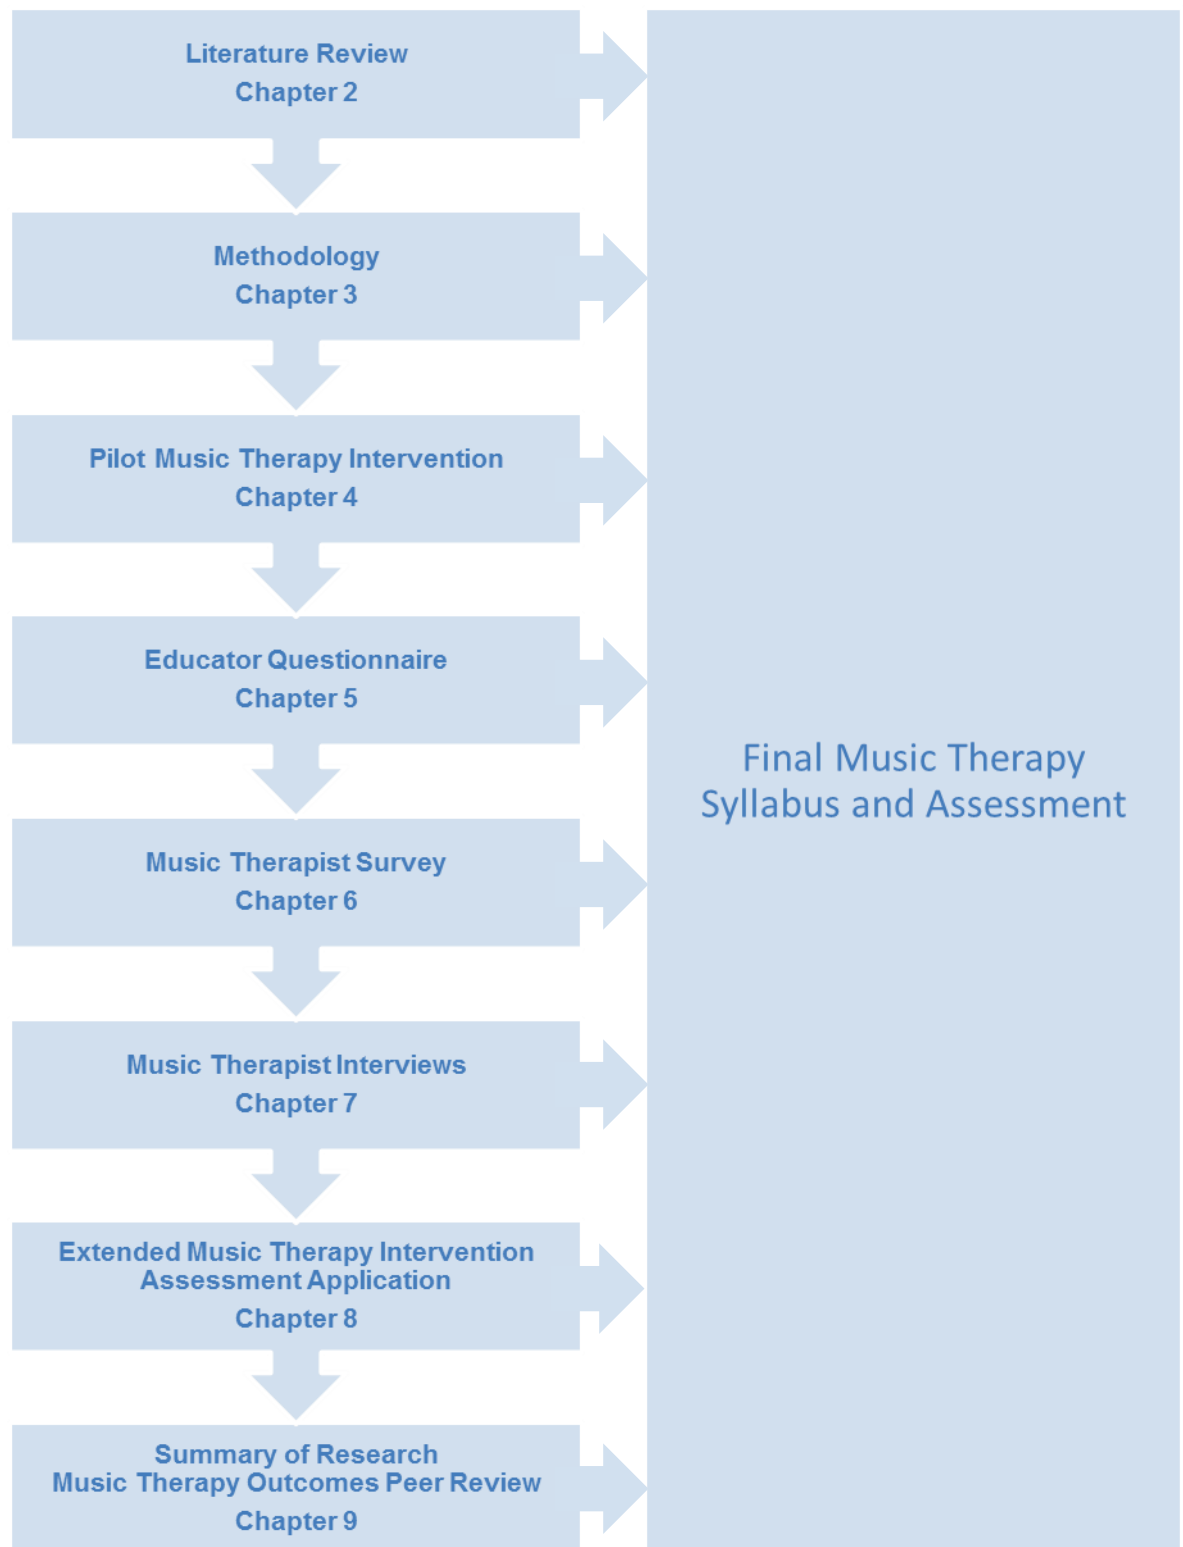 Literature Review
Chapter 2
Methodology
Chapter 3
Pilot Music Therapy Intervention
Chapter 4
Educator Questionnaire
Chapter 5
Music Therapist Survey
Chapter 6
Music Therapist Interviews
Chapter 7
Extended Music Therapy Intervention
Assessment Application
Chapter 8
Summary of Research
Music Therapy Outcomes Peer Review
Chapter 9
Final Music Therapy
Syllabus and Assessment